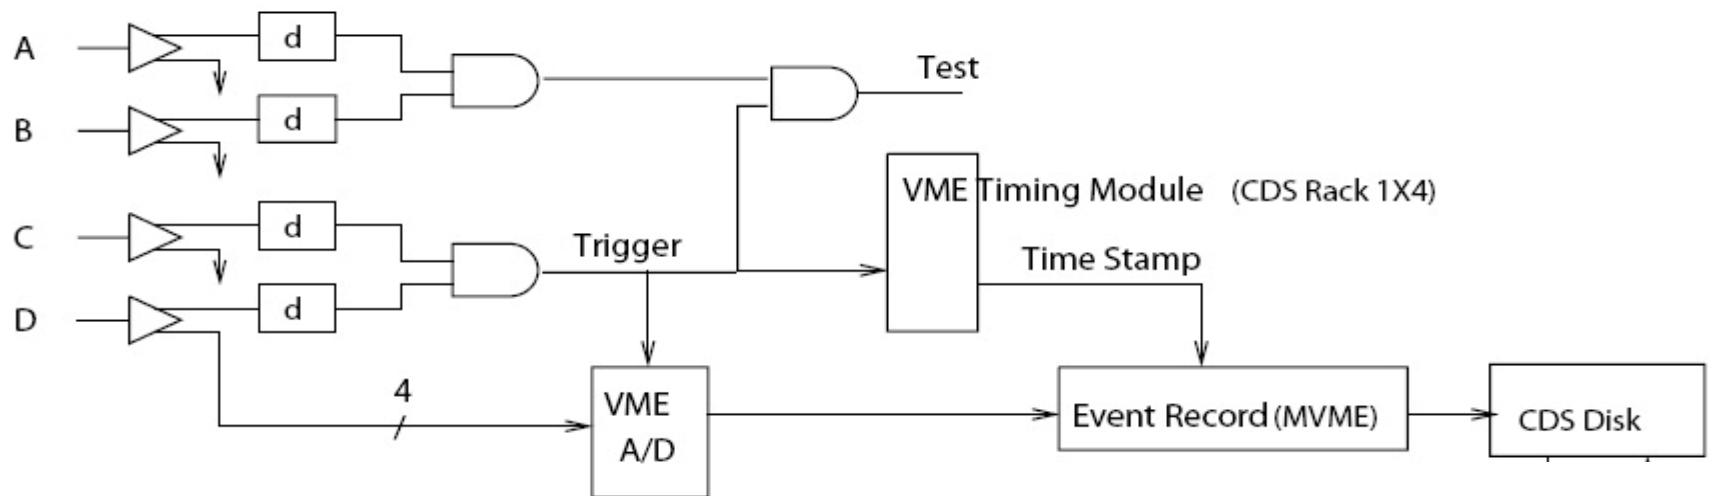 A
d
Test
B
d
VME Timing Module (CDS Rack 1X4)
C
d
Trigger
Time Stamp
D
d
4
VME
A/D
Event Record (MVME)
CDS Disk